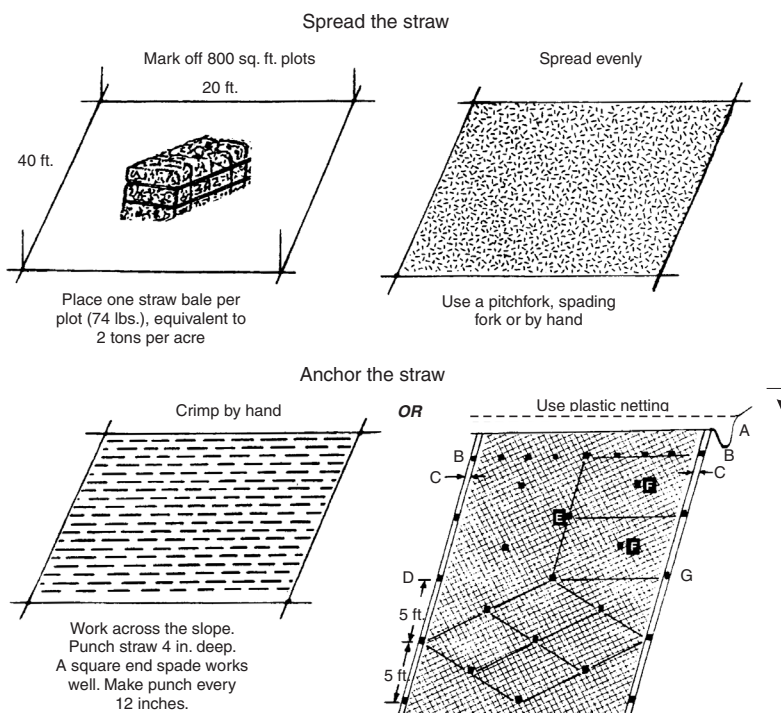 Spread the straw
Mark off 800 sq. ft. plots
20 ft.
40 ft.
Place one straw bale per
plot (74 lbs.), equivalent to
2 tons per acre
Spread evenly
Use a pitchfork, spading
fork or by hand
Anchor the straw
Crimp by hand
Work across the slope.
Punch straw 4 in. deep.
A square end spade works
well. Make punch every
12 inches.
OR
Use plastic netting
A
B
B
C
C
F
E
F
D
G
5 ft.
5 ft.